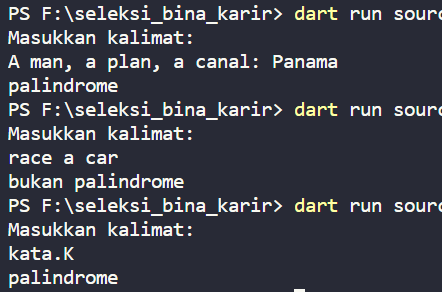 PS F:\seleksi_bina_karir> dart run sourc
Masukkan kalimat:
A man, a plan, a canal: Panama
palindrome
PS F:\seleksi_bina_karir> dart run sourc
Masukkan kalimat:
race a car
bukan palindrome
PS F:\seleksi_bina_karir> dart run sourc
Masukkan kalimat:
kata.K
palindrome